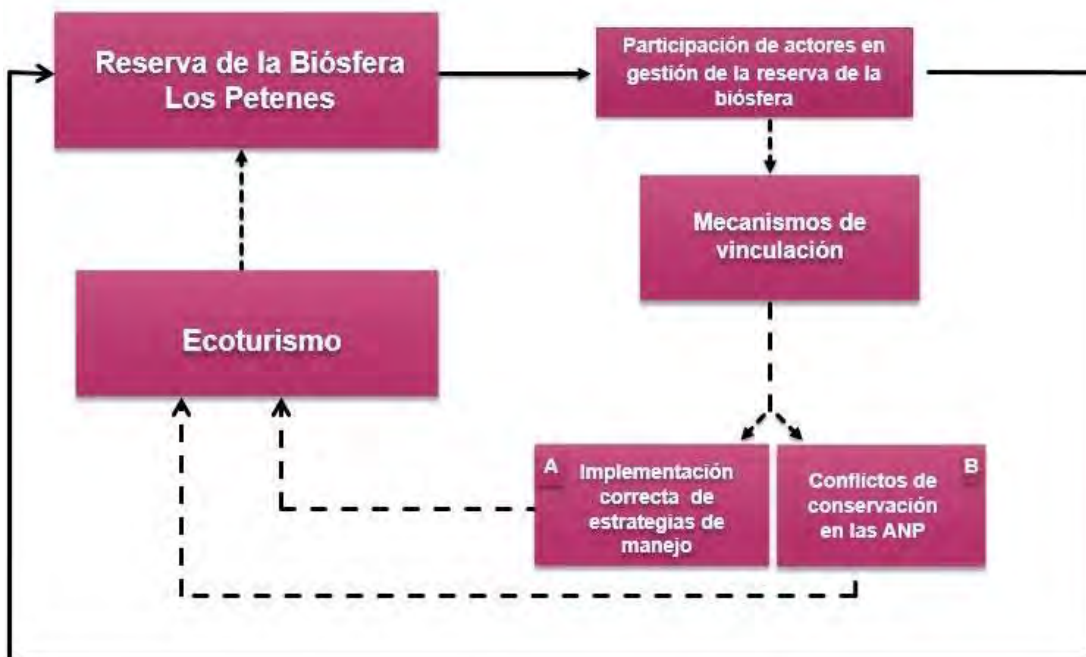 Reserva de la Biósfera
Los Petenes
Participación de actores en
gestión de la reserva de la
biósfera
Mecanismos de
vinculación
Ecoturismo
A
Implementación
correcta de
estrategias de
manejo
B
Conflictos de
conservación
en las ANP